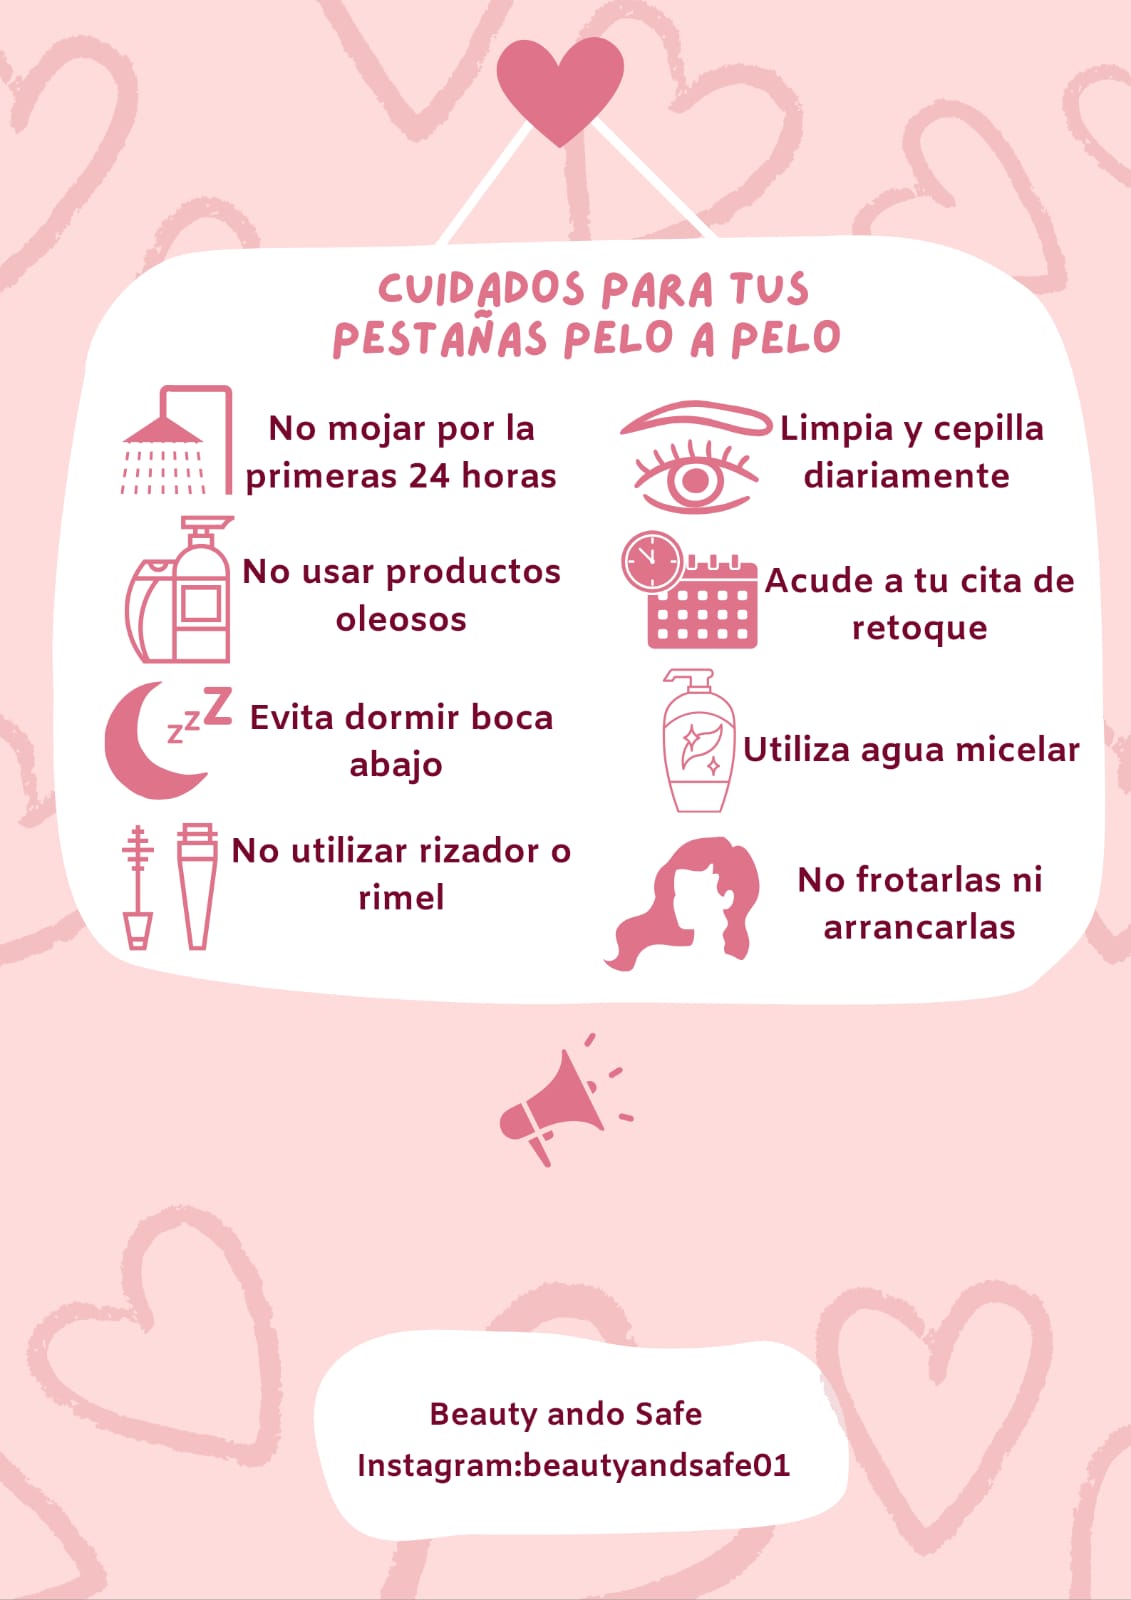 CUIDADOS PARA TUS
PESTAÑAS PELO A PELO
No mojar por la
primeras 24 horas
No usar productos
oleosos
zzZ
Evita dormir boca
abajo
No utilizar rizador o
rimel
Limpia y cepilla
diariamente
Acude a tu cita de
retoque
Utiliza agua micelar
No frotarlas ni
arrancarlas
Beauty ando Safe
Instagram:beautyandsafe01